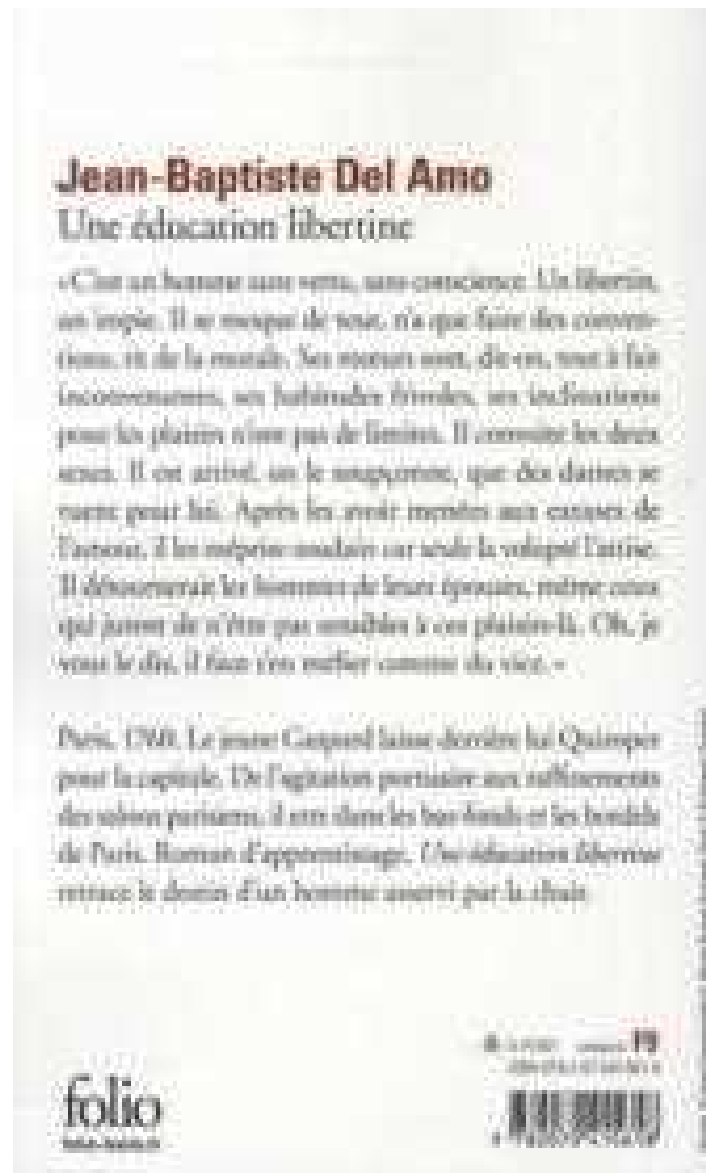 Jean-Baptiste Del Amo
Une éducation libertine
« C'est un homme sans vertu, sans conscience. Un libertin,
un impie. Il se moque de tout, n'a que faire des conven-
tions, rit de la morale. Ses mœurs sont, dit-on, tout à fait
inconvenantes, ses habitudes frivoles, ses inclinations
pour les plaisirs n'ont pas de limites. Il convoite les deux
sexes. Il est arrivé, on le soupçonne, que des dames se
tuent pour lui. Après les avoir menées aux extases de
l'amour, il les méprise soudain car seule la volupté l'attise.
Il détournerait les hommes de leurs épouses, même ceux
qui jurent de n'être pas sensibles à ces plaisirs-là. Oh, je
vous le dis, il faut s'en méfier comme du vice. »
Paris, 1760. Le jeune Gaspard laisse derrière lui Quimper
pour la capitale. De l'agitation portuaire aux raffinements
des salons parisiens, il erre dans les bas-fonds et les bordels
de Paris. Roman d'apprentissage, Une éducation libertine
retrace le destin d'un homme asservi par la chair.
folio